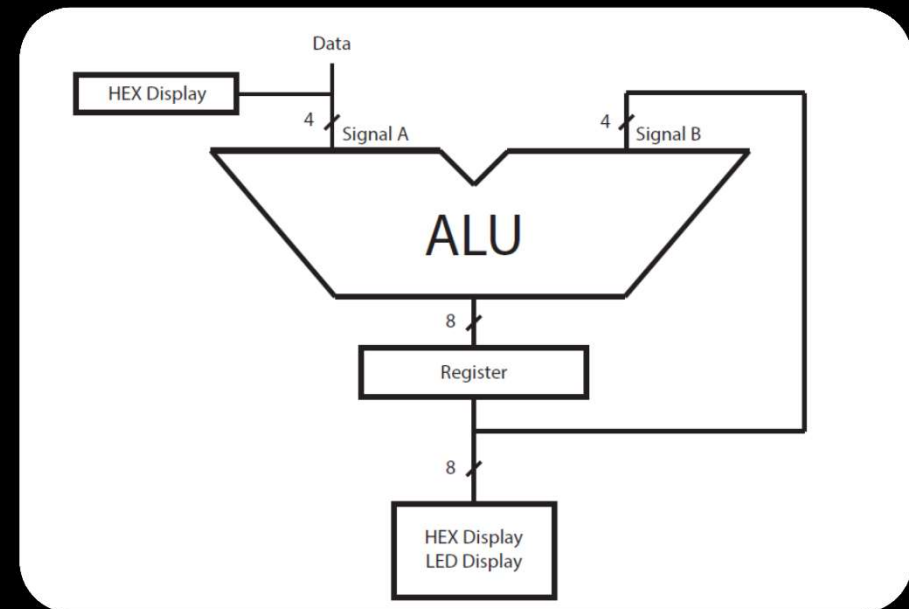 Data
HEX Display
4
Signal A
4
Signal B
ALU
8
Register
8
HEX Display
LED Display